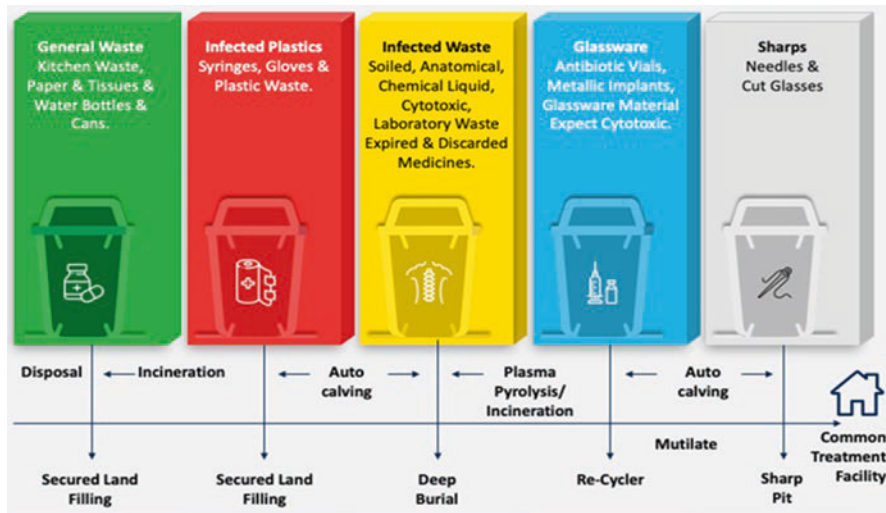 General Waste
Kitchen Waste,
Paper & Tissues &
Water Bottles &
Cans.
Infected Plastics
Syringes, Gloves &
Plastic Waste.
Infected Waste
Soiled, Anatomical,
Chemical Liquid,
Cytotoxic,
Laboratory Waste
Expired & Discarded
Medicines.
Glassware
Antibiotic Vials,
Metallic Implants,
Glassware Material
Expect Cytotoxic.
Sharps
Needles &
Cut Glasses
Disposal
Incineration
Auto
calving
Plasma
Pyrolysis/
Incineration
Auto
calving
Mutilate
Common
Treatment
Facility
Secured Land
Filling
Secured Land
Filling
Deep
Burial
Re-Cycler
Sharp
Pit